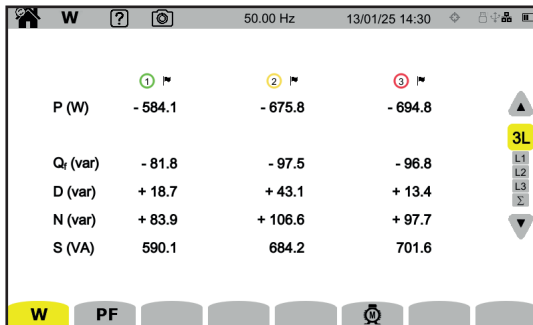 W ? 50.00 Hz 13/01/25 14:30
1 2 3
P (W) - 584.1 - 675.8 - 694.8
3L
Qf (var) - 81.8 - 97.5 - 96.8
L1
L2
D (var) + 18.7 + 43.1 + 13.4
L3
Σ
N (var) + 83.9 + 106.6 + 97.7
S (VA) 590.1 684.2 701.6
W PF M